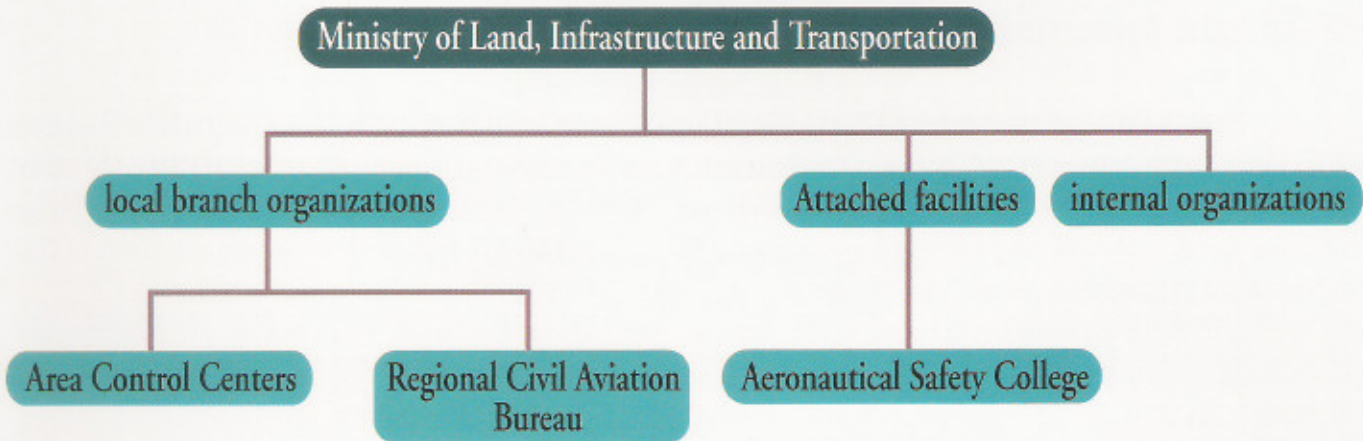 Ministry of Land, Infrastructure and Transportation
local branch organizations
Attached facilities
internal organizations
Area Control Centers
Regional Civil Aviation
Bureau
Aeronautical Safety College